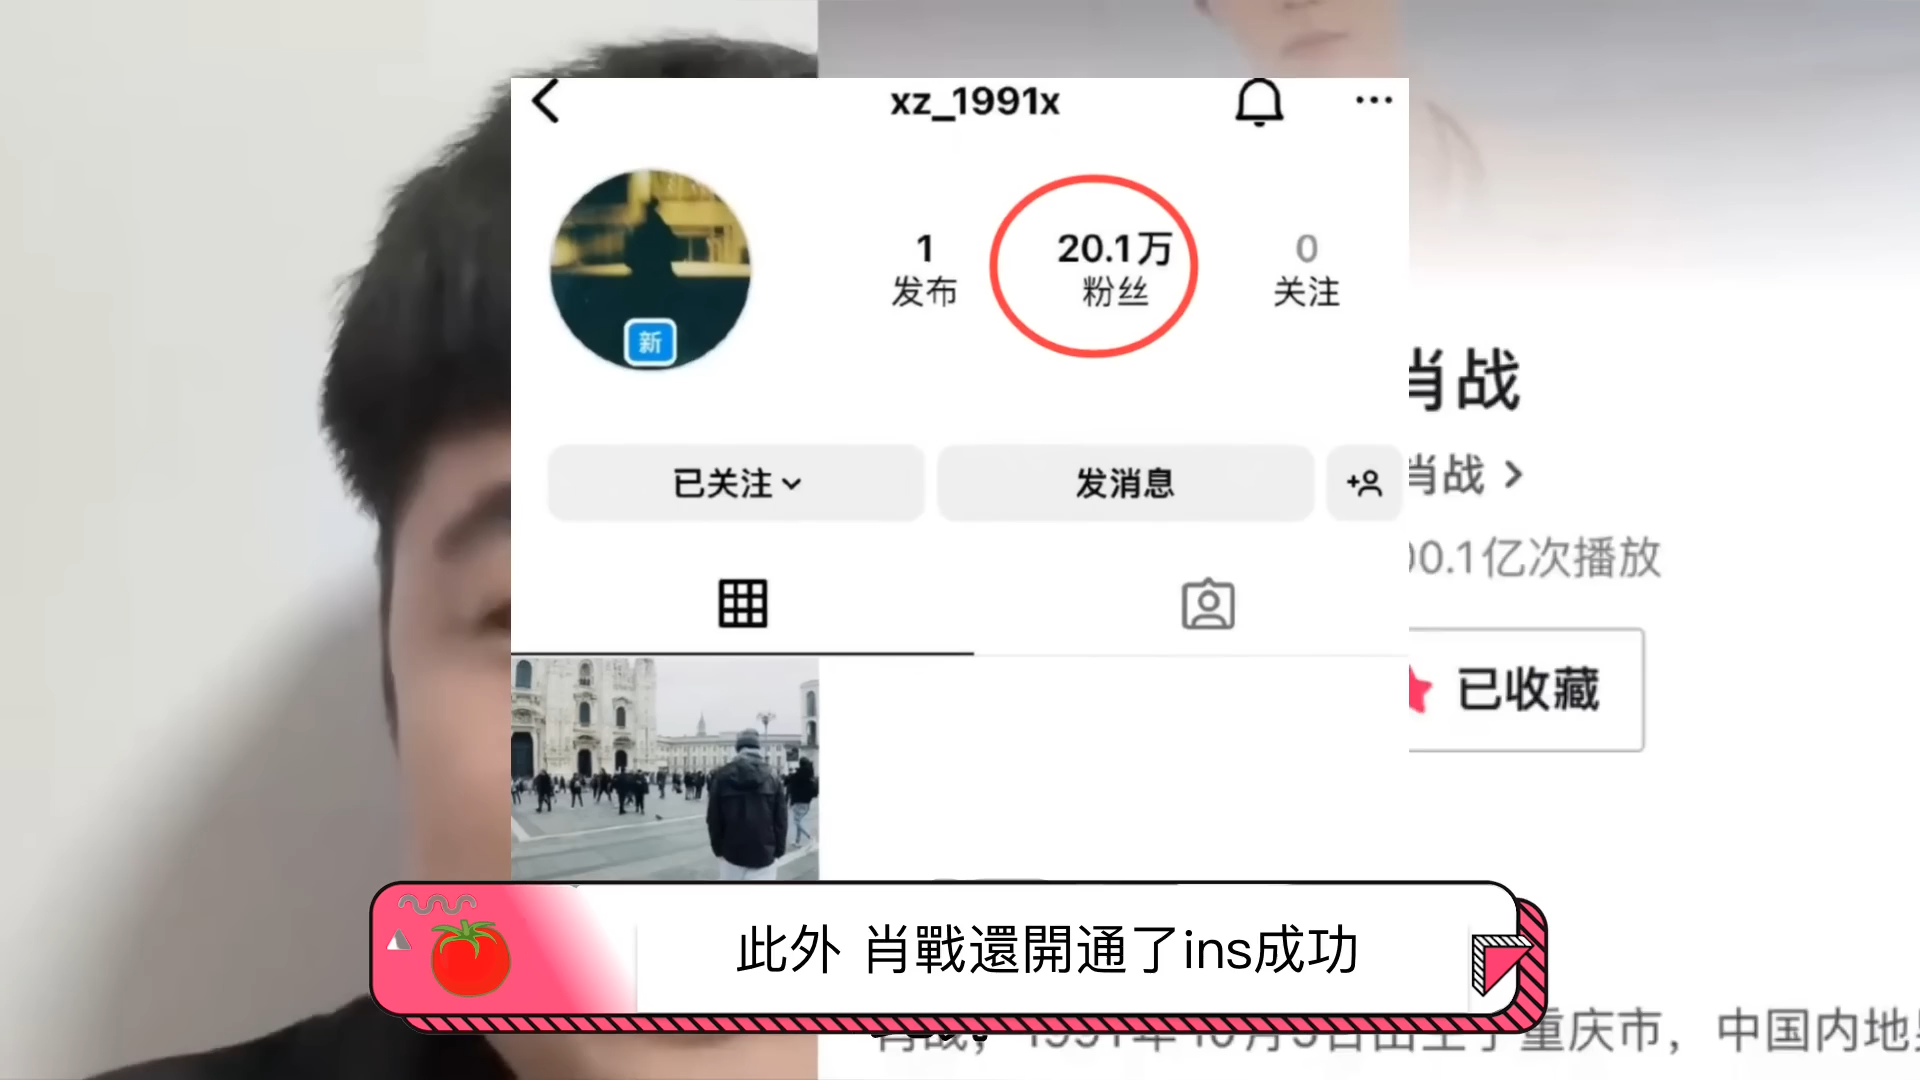 xz_1991x
1
发布
20.1万
粉丝
0
关注
新
已关注
发消息
肖战
肖战
00.1亿次播放
已收藏
此外 肖戰還開通了ins成功
重庆市，中国内地